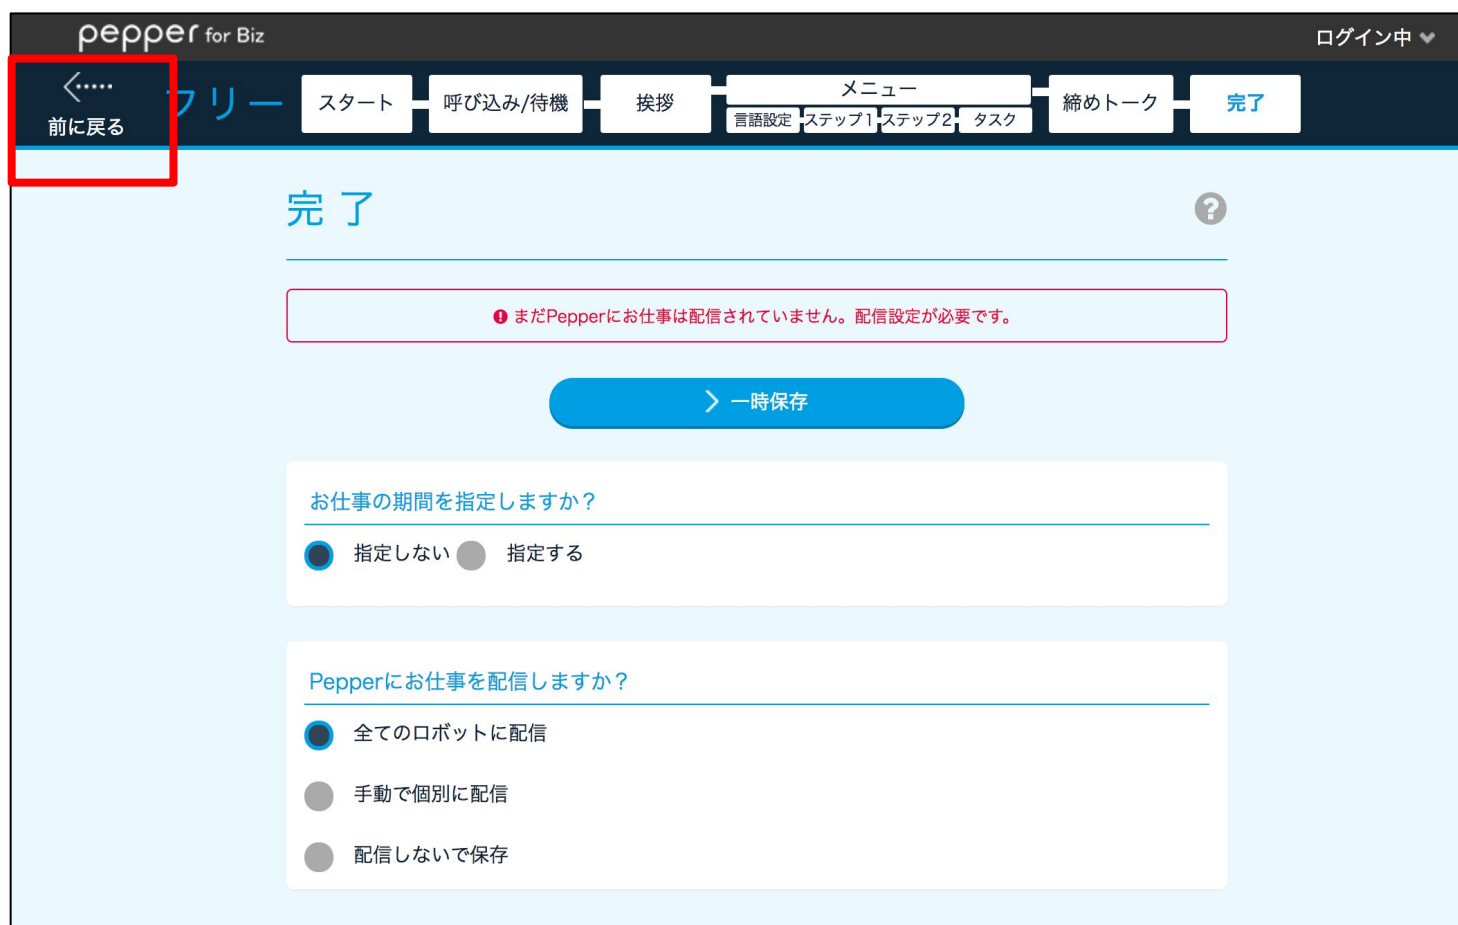 pepper for Biz
ログイン中
前に戻る
フリー
スタート
呼び込み/待機
挨拶
メニュー
言語設定
ステップ1
ステップ2
タスク
締めトーク
完了
完了
?
まだPepperにお仕事は配信されていません。配信設定が必要です。
一時保存
お仕事の期間を指定しますか？
指定しない 指定する
Pepperにお仕事を配信しますか？
全てのロボットに配信
手動で個別に配信
配信しないで保存